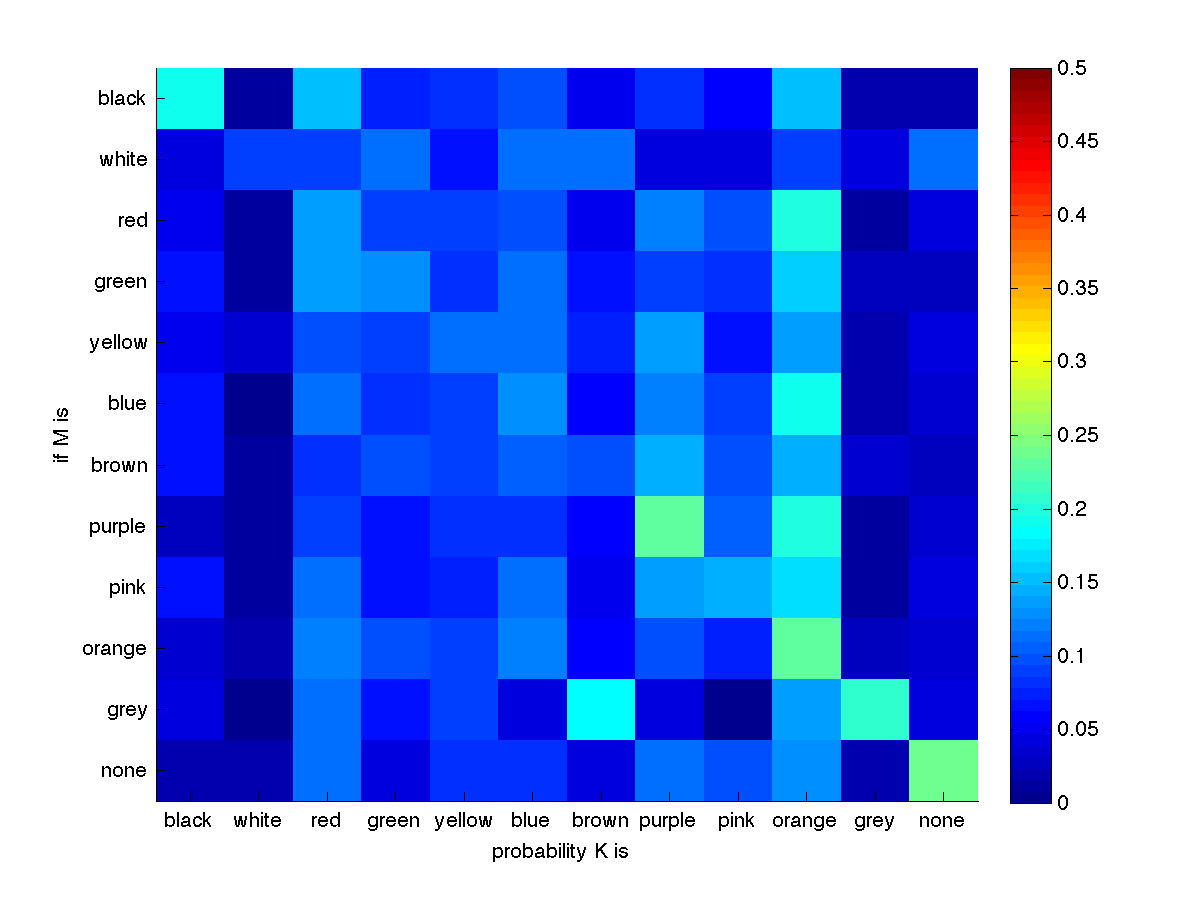 black
white
red
green
yellow
blue
brown
purple
pink
orange
grey
none
if M is
black white red green yellow blue brown purple pink orange grey none
probability K is
0.5
0.45
0.4
0.35
0.3
0.25
0.2
0.15
0.1
0.05
0